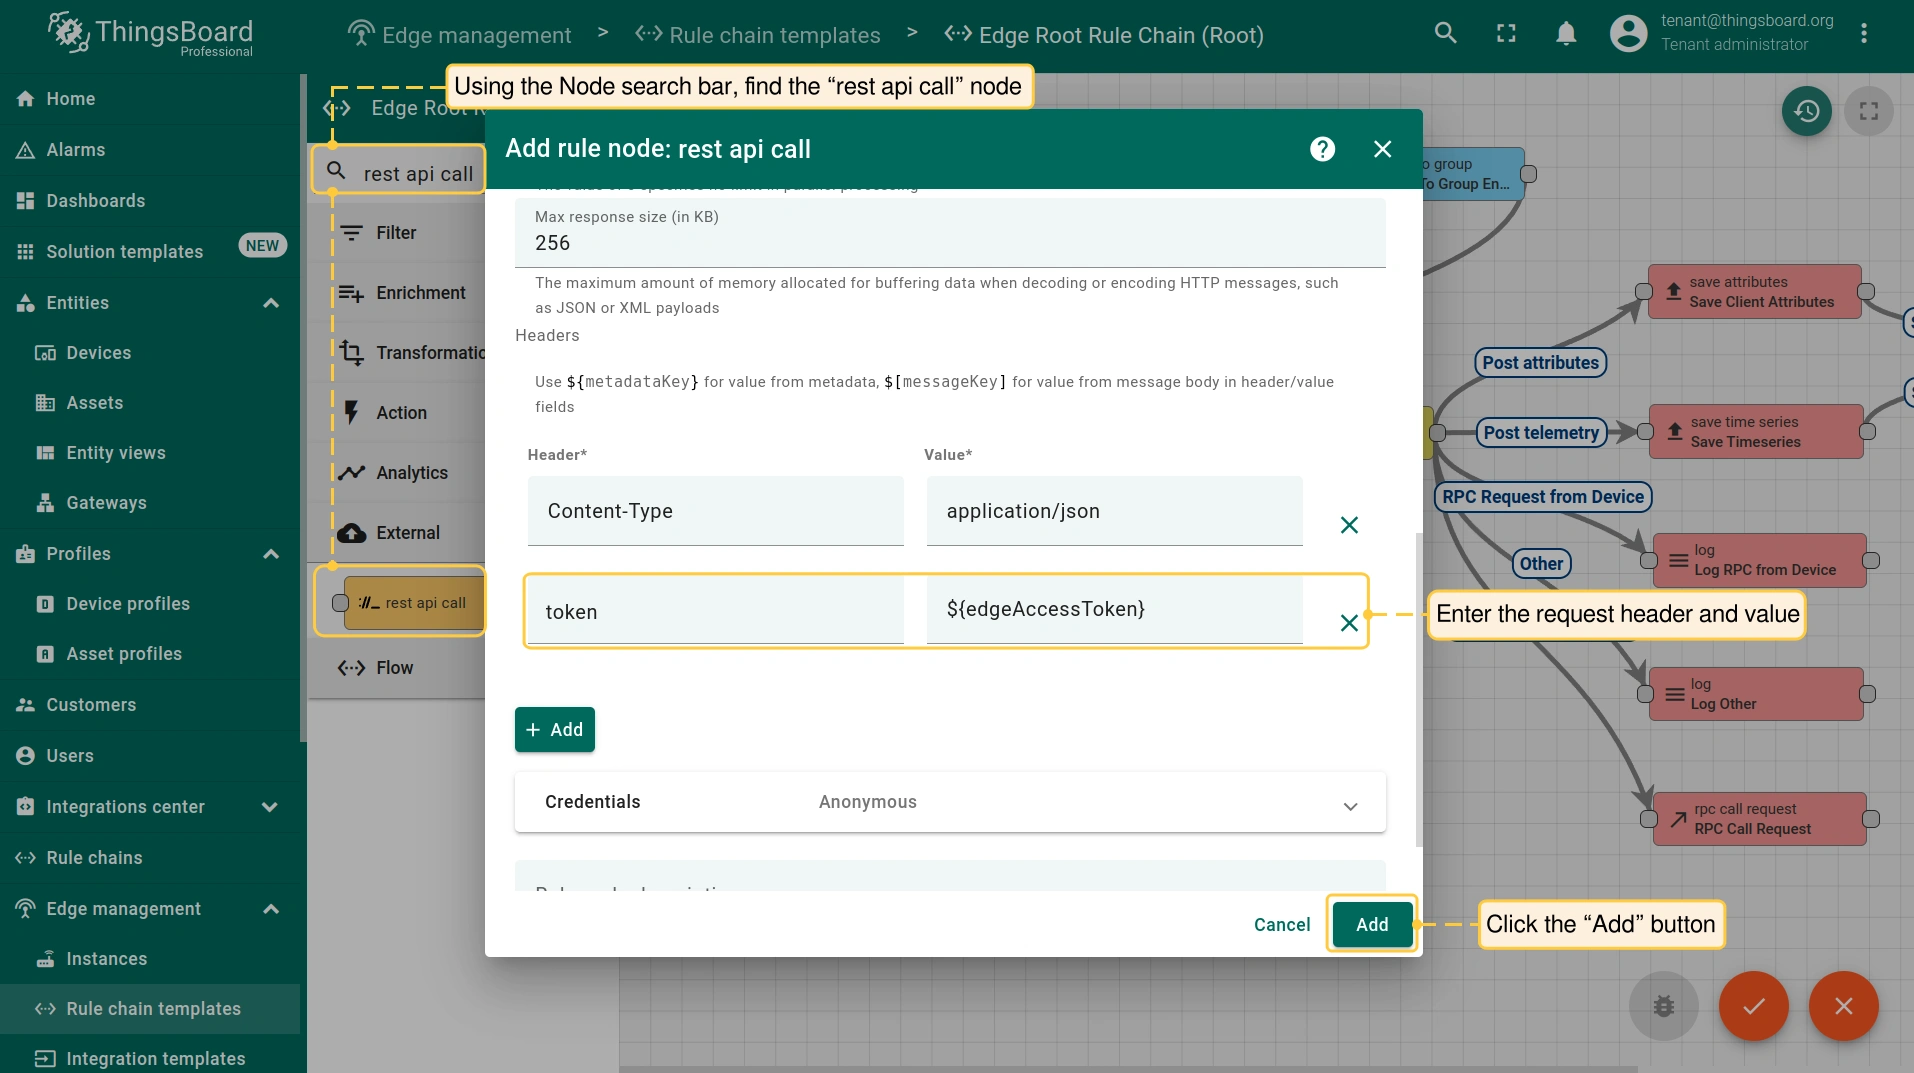 ThingsBoard
Professional
Edge management > Rule chain templates > Edge Root Rule Chain (Root)
tenant@thingsboard.org
Tenant administrator
Home
Alarms
Dashboards
Solution templates
NEW
Entities
Devices
Assets
Entity views
Gateways
Profiles
Device profiles
Asset profiles
Customers
Users
Integrations center
Rule chains
Edge management
Instances
Rule chain templates
Integration templates
Using the Node search bar, find the “rest api call” node
Edge Root R
rest api call
Filter
Enrichment
Transformatio
Action
Analytics
External
rest api call
Flow
Add rule node: rest api call
Max response size (in KB)
256
The maximum amount of memory allocated for buffering data when decoding or encoding HTTP messages, such
as JSON or XML payloads
Headers
Use ${metadataKey} for value from metadata, $[messageKey] for value from message body in header/value
fields
Header*
Value*
Content-Type
application/json
token
${edgeAccessToken}
Enter the request header and value
+ Add
Credentials
Anonymous
Cancel
Add
Click the “Add” button
o group
To Group En...
save attributes
Save Client Attributes
Post attributes
save time series
Save Timeseries
Post telemetry
RPC Request from Device
log
Log RPC from Device
Other
log
Log Other
rpc call request
RPC Call Request